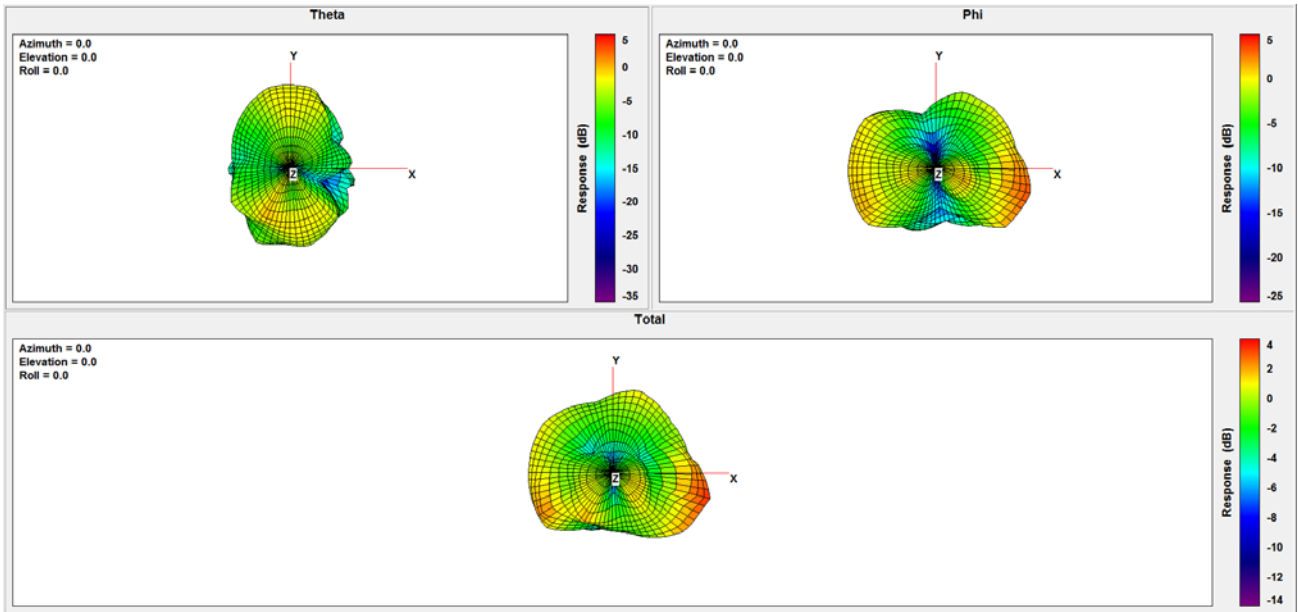 Theta
Azimuth = 0.0
Elevation = 0.0
Roll = 0.0
Y
X
Z
5
0
-5
-10
-15
-20
-25
-30
-35
Response (dB)
Phi
Azimuth = 0.0
Elevation = 0.0
Roll = 0.0
Y
X
Z
5
0
-5
-10
-15
-20
-25
Response (dB)
Total
Azimuth = 0.0
Elevation = 0.0
Roll = 0.0
Y
X
Z
4
2
0
-2
-4
-6
-8
-10
-12
-14
Response (dB)